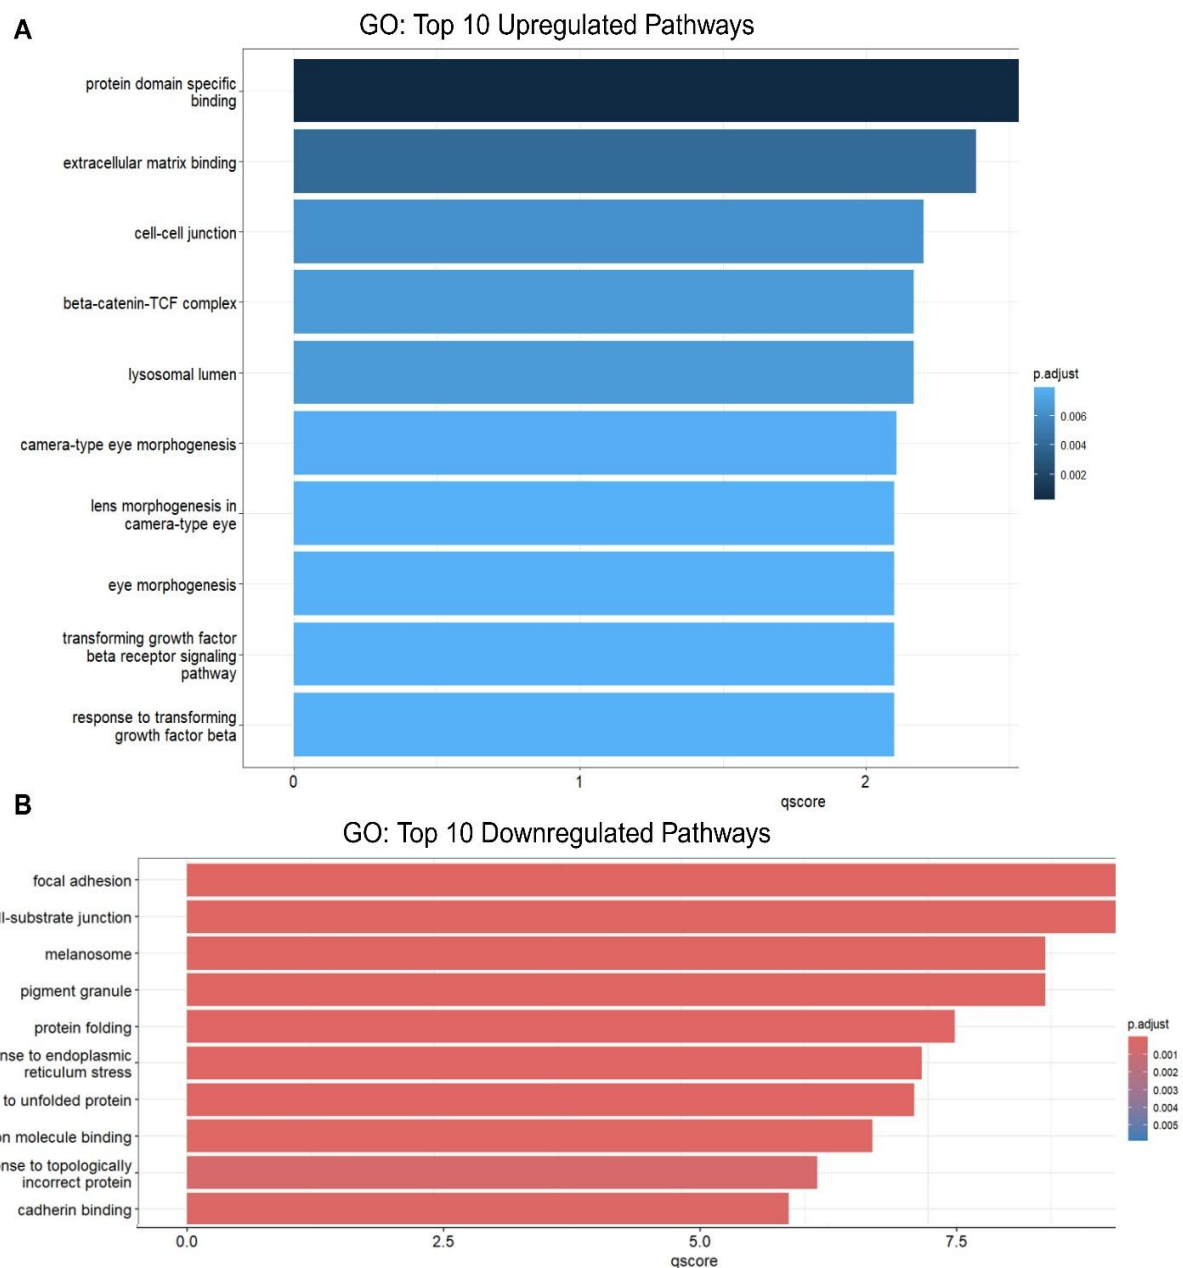 A
GO: Top 10 Upregulated Pathways
protein domain specific
binding
extracellular matrix binding
cell-cell junction
beta-catenin-TCF complex
lysosomal lumen
camera-type eye morphogenesis
lens morphogenesis in
camera-type eye
eye morphogenesis
transforming growth factor
beta receptor signaling
pathway
response to transforming
growth factor beta
0 1 2
qscore
p.adjust
0.006
0.004
0.002
B
GO: Top 10 Downregulated Pathways
focal adhesion
ll-substrate junction
melanosome
pigment granule
protein folding
nse to endoplasmic
reticulum stress
to unfolded protein
on molecule binding
nse to topologically
incorrect protein
cadherin binding
0.0 2.5 5.0 7.5
qscore
p.adjust
0.001
0.002
0.003
0.004
0.005